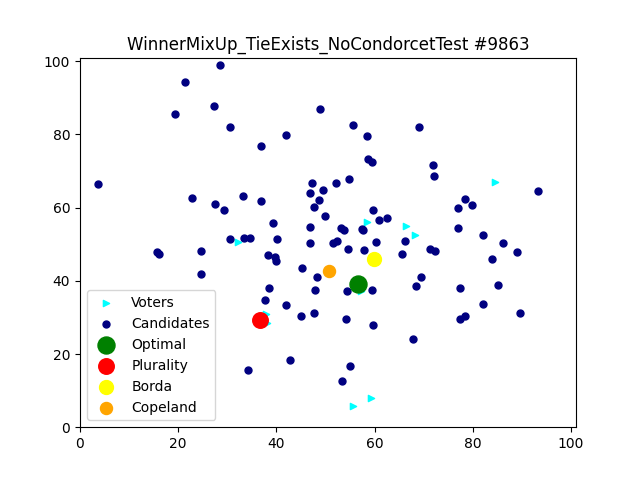 WinnerMixUp_TieExists_NoCondorcetTest #9863
100
80
60
40
20
0
Voters
Candidates
Optimal
Plurality
Borda
Copeland
0 20 40 60 80 100